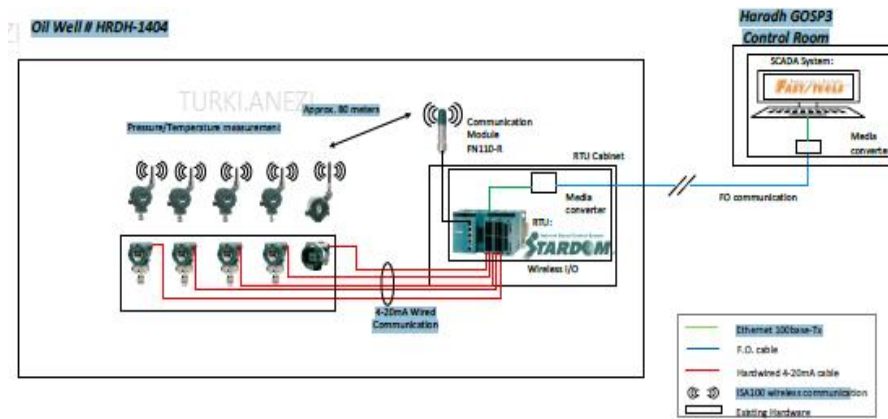 Oil Well # HRDH-1404
Haradh GOSP3
Control Room
SCADA System:
FAST/TOOLS
TURKI.ANEZI
Approx. 80 meters
Pressure/Temperature measurement
Communication
Module
FN110-R
RTU Cabinet
Media
converter
Media
converter
FO communication
RTU:
STARDOM
Wireless I/O
4-20mA Wired
Communication
Ethernet 100base-Tx
F.O. cable
Hardwired 4-20mA cable
ISA100 wireless communication
Existing Hardware